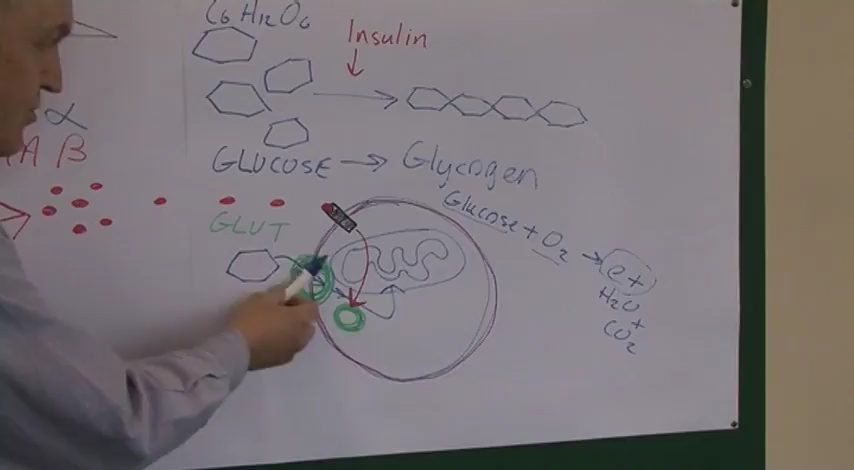 C6H12O6
Insulin
α
A β
GLUCOSE → Glycogen
Glucose + O2 → e +
H2O
+
CO2
GLUT